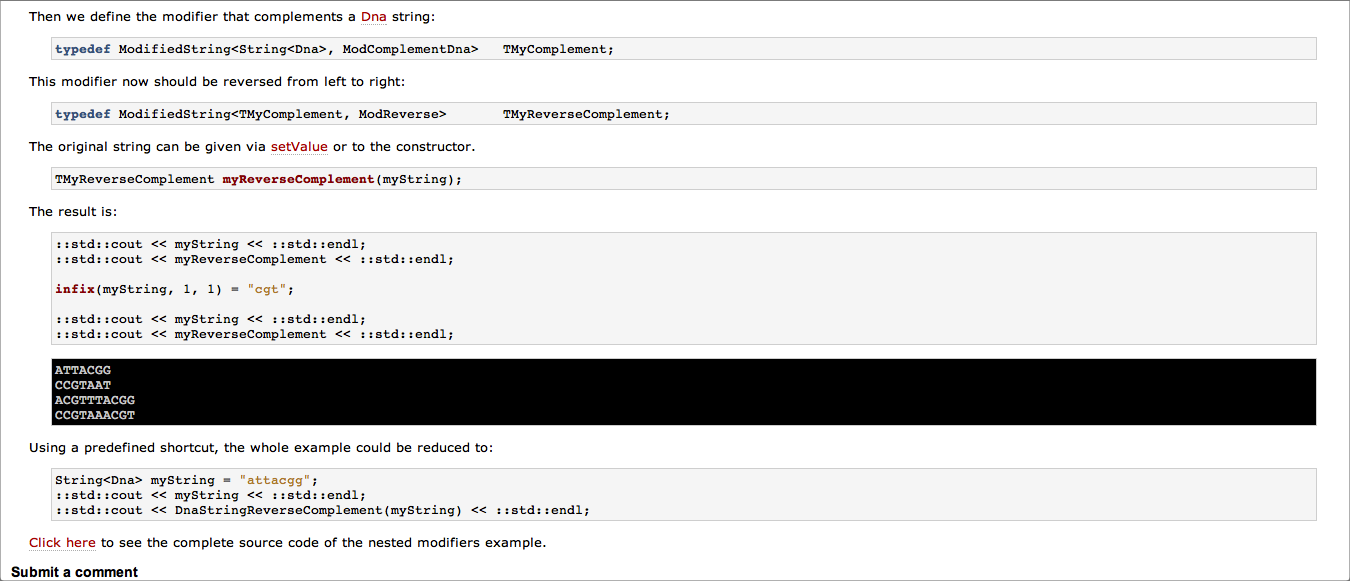 Then we define the modifier that complements a Dna string:
typedef ModifiedString<String<Dna>, ModComplementDna>   TMyComplement;
This modifier now should be reversed from left to right:
typedef ModifiedString<TMyComplement, ModReverse>       TMyReverseComplement;
The original string can be given via setValue or to the constructor.
TMyReverseComplement myReverseComplement(myString);
The result is:
::std::cout << myString << ::std::endl;
::std::cout << myReverseComplement << ::std::endl;
infix(myString, 1, 1) = "cgt";
::std::cout << myString << ::std::endl;
::std::cout << myReverseComplement << ::std::endl;
ATTACGG
CCGTAAT
ACGTTTACGG
CCGTAAACGT
Using a predefined shortcut, the whole example could be reduced to:
String<Dna> myString = "attacgg";
::std::cout << myString << ::std::endl;
::std::cout << DnaStringReverseComplement(myString) << ::std::endl;
Click here to see the complete source code of the nested modifiers example.
Submit a comment